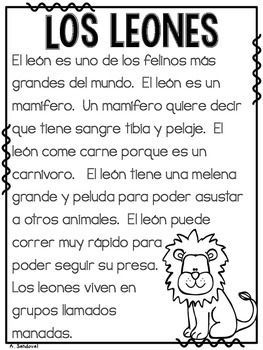 LOS LEONES
El león es uno de los felinos más
grandes del mundo. El león es un
mamífero. Un mamífero quiere decir
que tiene sangre tibia y pelaje. El
león come carne porque es un
carnívoro. El león tiene una melena
grande y peluda para poder asustar
a otros animales. El león puede
correr muy rápido para
poder seguir su presa.
Los leones viven en
grupos llamados
manadas.
A. Sandoval